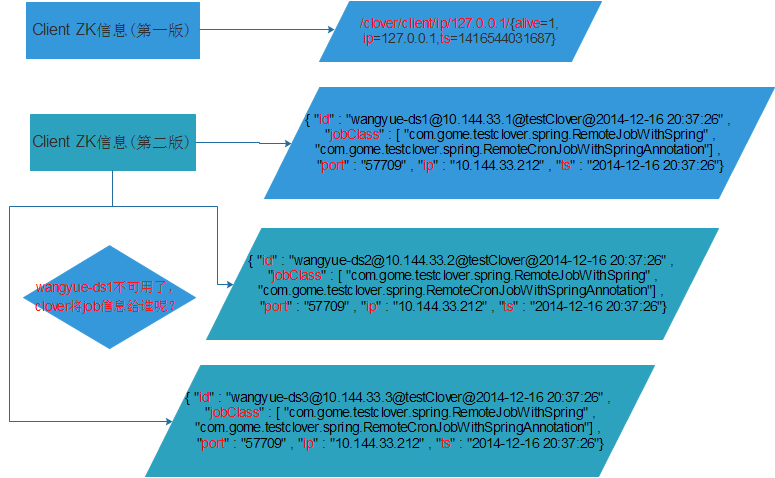 Client ZK信息(第一版)
/clover/client/ip/127.0.0.1/{alive=1,
ip=127.0.0.1,ts=1416544031687}
Client ZK信息(第二版)
{ "id" : "wangyue-ds1@10.144.33.1@testClover@2014-12-16 20:37:26" ,
"jobClass" : [ "com.gome.testclover.spring.RemoteJobWithSpring" ,
"com.gome.testclover.spring.RemoteCronJobWithSpringAnnotation"] ,
"port" : "57709" , "ip" : "10.144.33.212" , "ts" : "2014-12-16 20:37:26"}
{ "id" : "wangyue-ds2@10.144.33.2@testClover@2014-12-16 20:37:26" ,
"jobClass" : [ "com.gome.testclover.spring.RemoteJobWithSpring" ,
"com.gome.testclover.spring.RemoteCronJobWithSpringAnnotation"] ,
"port" : "57709" , "ip" : "10.144.33.212" , "ts" : "2014-12-16 20:37:26"}
wangyue-ds1不可用了，
clover将job信息给谁呢？
{ "id" : "wangyue-ds3@10.144.33.3@testClover@2014-12-16 20:37:26" ,
"jobClass" : [ "com.gome.testclover.spring.RemoteJobWithSpring" ,
"com.gome.testclover.spring.RemoteCronJobWithSpringAnnotation"] ,
"port" : "57709" , "ip" : "10.144.33.212" , "ts" : "2014-12-16 20:37:26"}